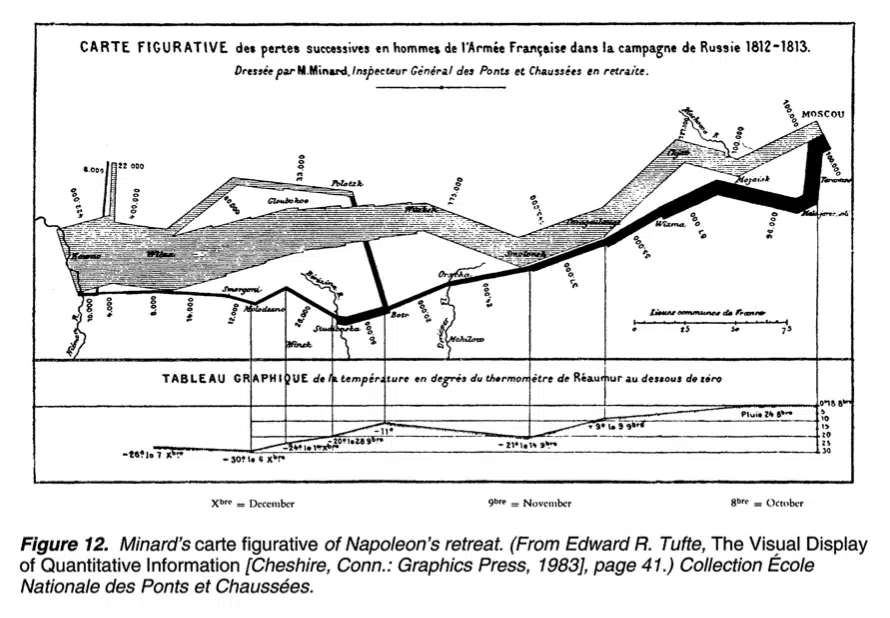 CARTE FIGURATIVE des pertes successives en hommes de l'Armée Française dans la campagne de Russie 1812-1813.
Dressée par M.Minard, Inspecteur Général des Ponts et Chaussées en retraite.
MOSCOU
Moskowa R.
100.000
100.000
127.100
100.000
Chjat
Mojaisk
Tarantino
Malo-jarosl.
6.000
22 000
33.000
Polotzk
175.000
422.000
400.000
60.000
Gloubokoe
Witebsk
145.000
Dorogobouge
Wizma
55.000
87.000
96.000
Kowno
Wilna
Smolensk
37.000
Orscha
24.000
Smorgoni
Bérézina R.
Molodezno
10.000
4.000
8.000
14.000
12.000
28.000
Studienska
50.000
Botr
20.000
Dnieper R.
Mohilow
Minsk
Niémen R.
Lieues communes de France
0 25 50 75
TABLEAU GRAPHIQUE de la température en degrés du thermomètre de Réaumur au dessous de zéro
0° 18 8bre
5
10
15
20
25
30
Pluie 24 8bre
-9° le 9 9bre
-21° le 14 9bre
-11°
-20° le 28 9bre
-24° le 1er Xbre
-30° le 6 Xbre
-26° le 7 Xbre
Xbre = December 9bre = November 8bre = October
Figure 12. Minard's carte figurative of Napoleon's retreat. (From Edward R. Tufte, The Visual Display
of Quantitative Information [Cheshire, Conn.: Graphics Press, 1983], page 41.) Collection École
Nationale des Ponts et Chaussées.